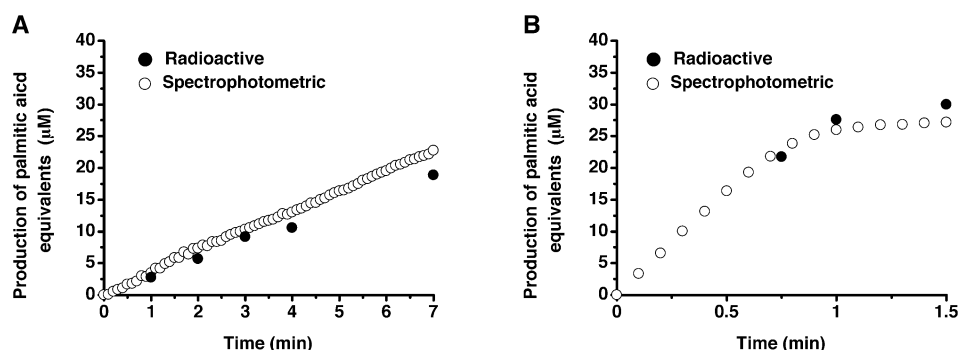 A
Production of palmitic aicd
equivalents (μM)
40
35
30
25
20
15
10
5
0
Radioactive
Spectrophotometric
0 1 2 3 4 5 6 7
Time (min)
B
Production of palmitic acid
equivalents (μM)
40
35
30
25
20
15
10
5
0
Radioactive
Spectrophotometric
0 0.5 1 1.5
Time (min)